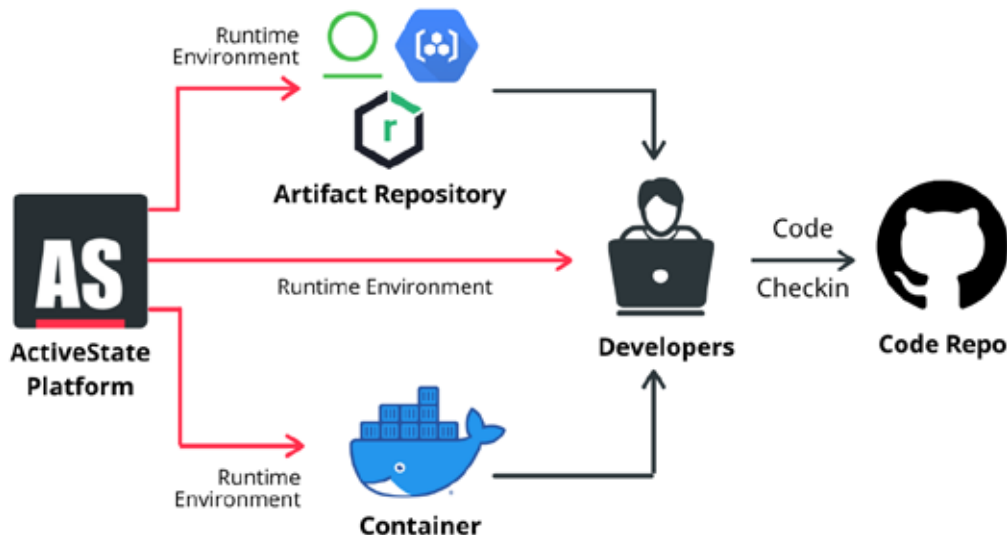 Runtime
Environment
r
Artifact Repository
AS
Runtime Environment
ActiveState
Platform
Developers
Code
Checkin
Code Repo
Runtime
Environment
Container